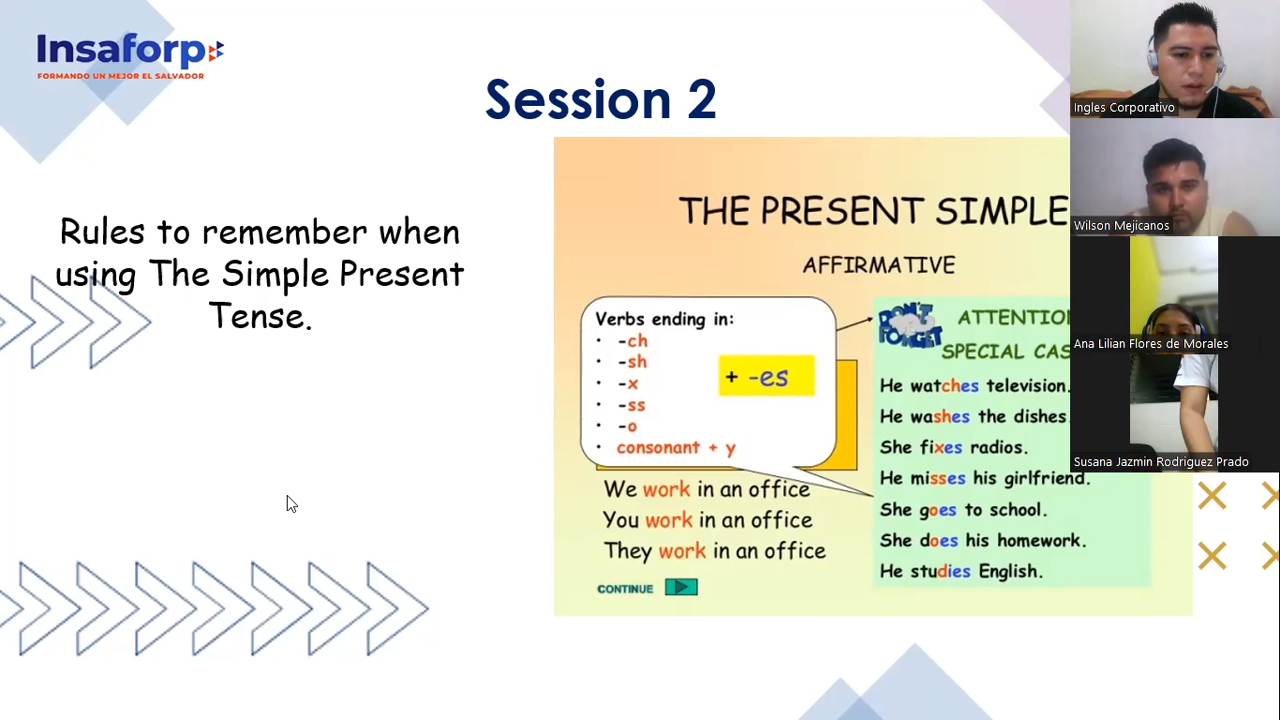 Insaforp
FORMANDO UN MEJOR EL SALVADOR
Session 2
Rules to remember when
using The Simple Present
Tense.
THE PRESENT SIMPLE
AFFIRMATIVE
Verbs ending in:
· -ch
· -sh
· -x
· -ss
· -o
· consonant + y
+ -es
We work in an office
You work in an office
They work in an office
CONTINUE
DON'T
FORGET
ATTENTIO
SPECIAL CAS
He watches television.
He washes the dishes.
She fixes radios.
He misses his girlfriend.
She goes to school.
She does his homework.
He studies English.
Ingles Corporativo
Wilson Mejicanos
Ana Lilian Flores de Morales
Susana Jazmin Rodriguez Prado